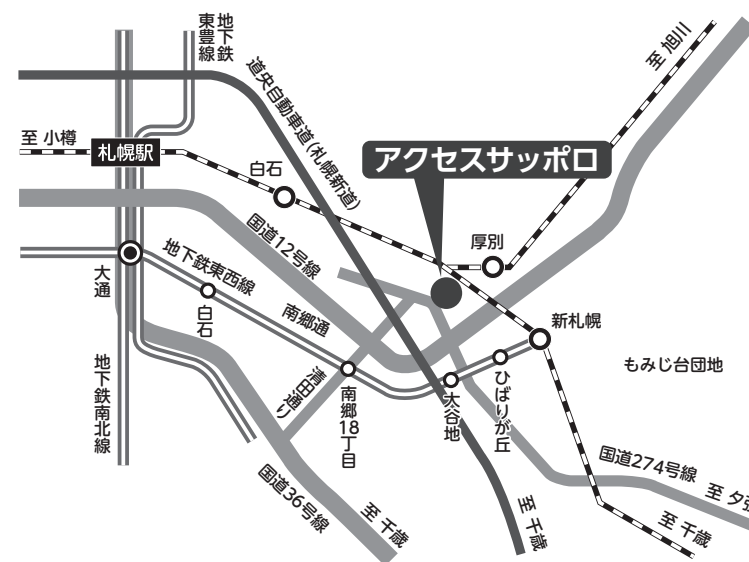 地下鉄
東豊線
道央自動車道(札幌新道)
至 旭川
至 小樽
札幌駅
白石
アクセスサッポロ
国道12号線
厚別
地下鉄東西線
大通
白石
南郷通
新札幌
もみじ台団地
地下鉄南北線
清田通り
南郷18丁目
大谷地
ひばりが丘
国道36号線
至 千歳
至 千歳
国道274号線
至 夕張
至 千歳